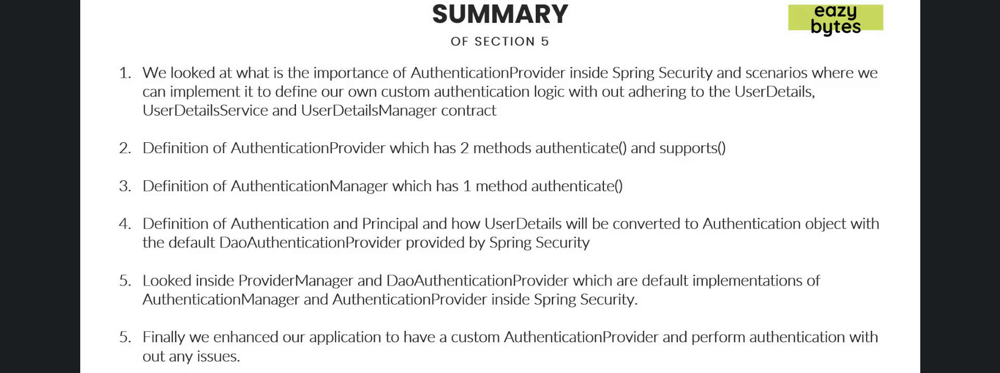 SUMMARY
eazy
bytes
OF SECTION 5
1. We looked at what is the importance of AuthenticationProvider inside Spring Security and scenarios where we
can implement it to define our own custom authentication logic with out adhering to the UserDetails,
UserDetailsService and UserDetailsManager contract
2. Definition of AuthenticationProvider which has 2 methods authenticate() and supports()
3. Definition of AuthenticationManager which has 1 method authenticate()
4. Definition of Authentication and Principal and how UserDetails will be converted to Authentication object with
the default DaoAuthenticationProvider provided by Spring Security
5. Looked inside ProviderManager and DaoAuthenticationProvider which are default implementations of
AuthenticationManager and AuthenticationProvider inside Spring Security.
5. Finally we enhanced our application to have a custom AuthenticationProvider and perform authentication with
out any issues.